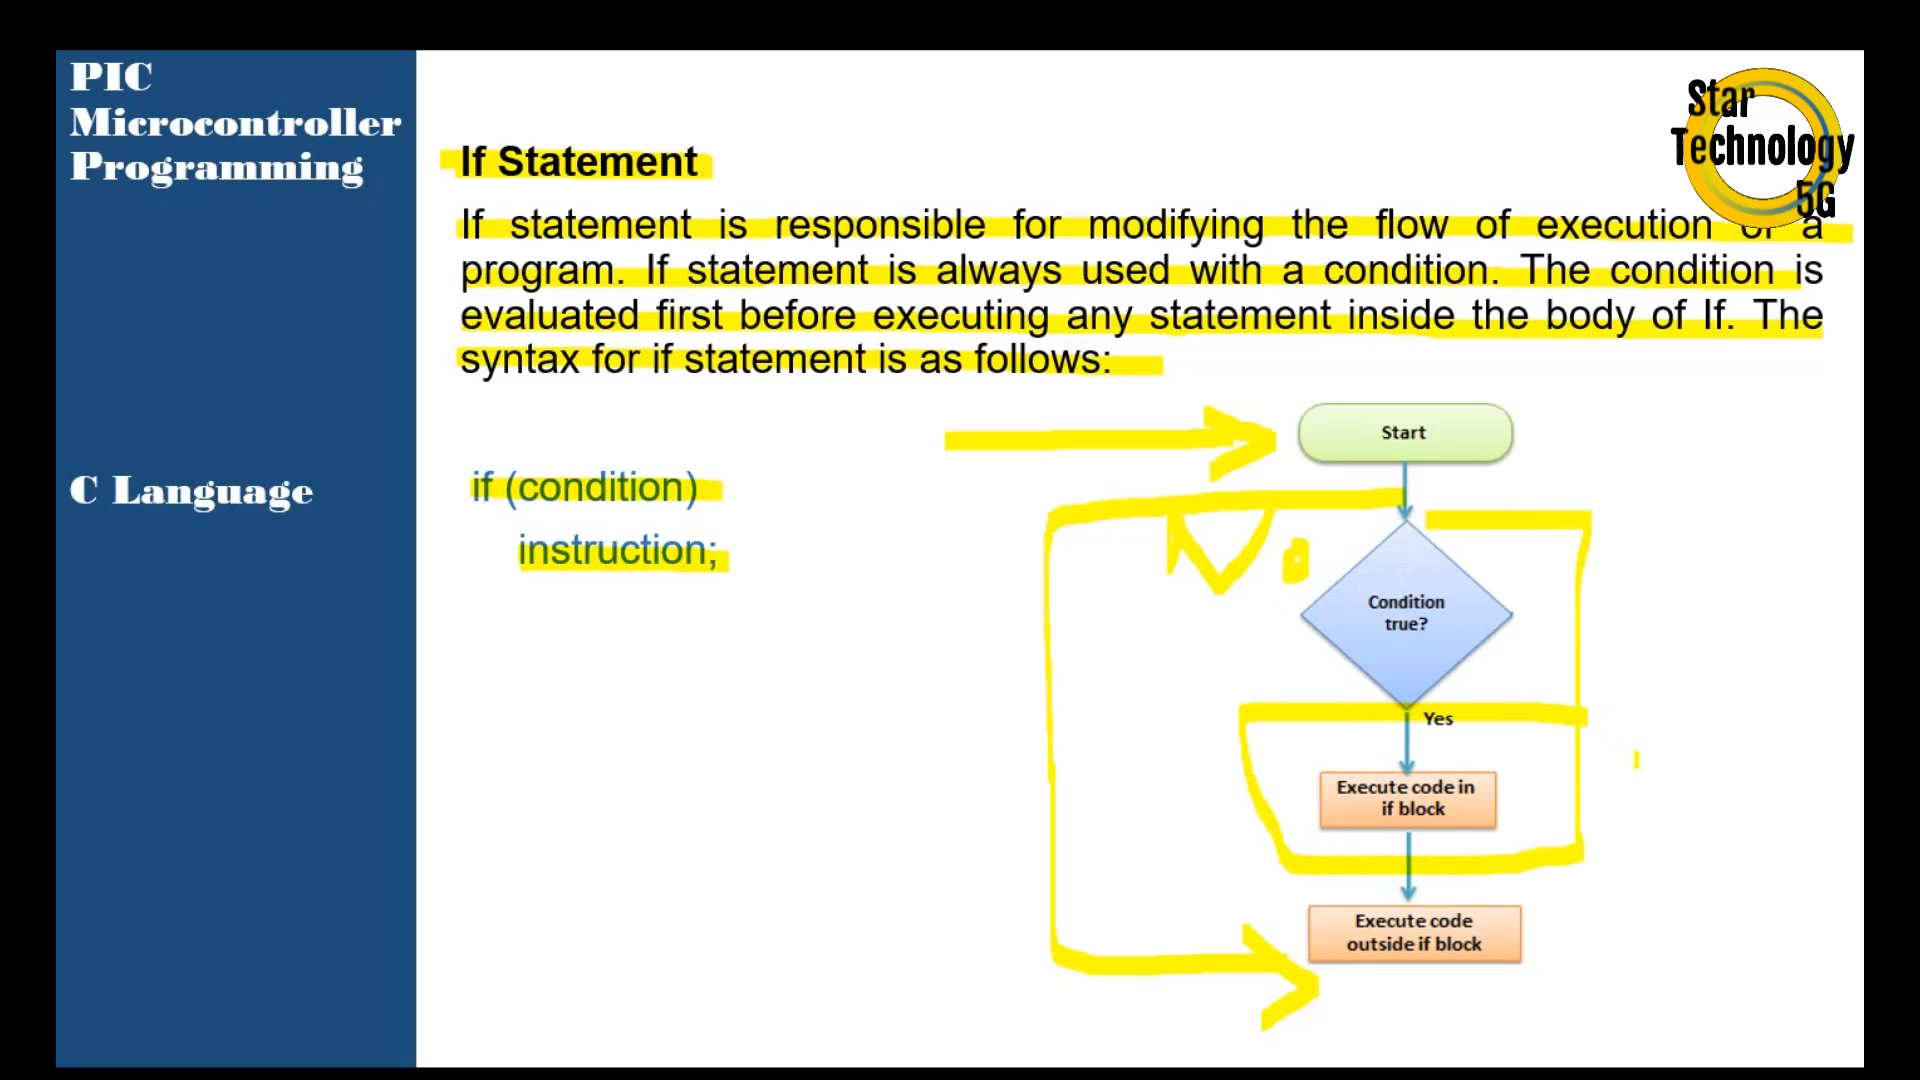 PIC
Microcontroller
Programming
C Language
Star
Technology
5G
If Statement
If statement is responsible for modifying the flow of execution of a
program. If statement is always used with a condition. The condition is
evaluated first before executing any statement inside the body of If. The
syntax for if statement is as follows:
if (condition)
instruction;
Start
No
Condition
true?
Yes
Execute code in
if block
Execute code
outside if block